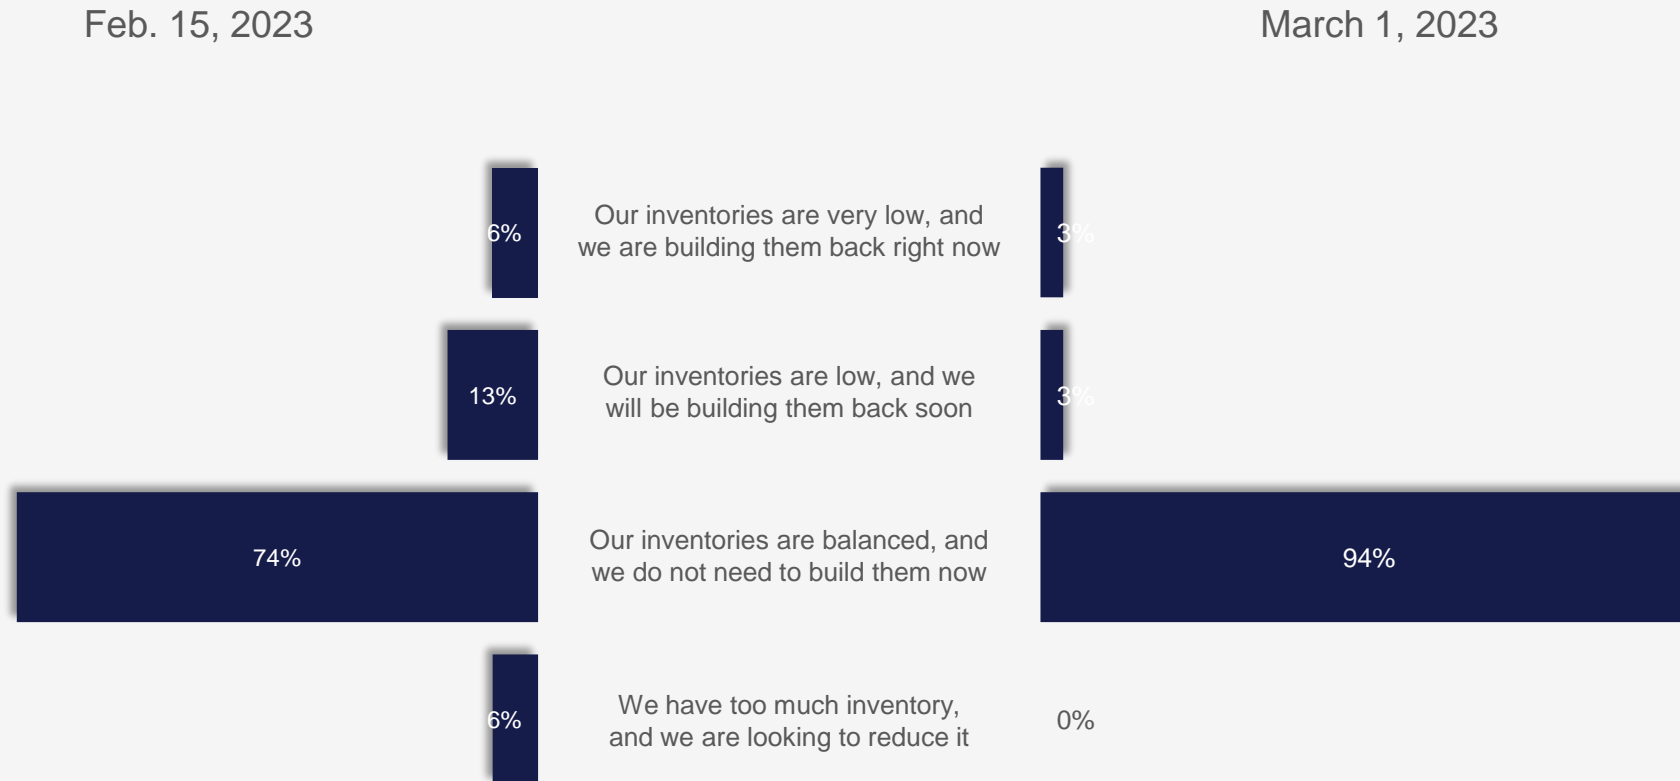 Feb. 15, 2023
March 1, 2023
6%
Our inventories are very low, and
we are building them back right now
3%
13%
Our inventories are low, and we
will be building them back soon
3%
74%
Our inventories are balanced, and
we do not need to build them now
94%
6%
We have too much inventory,
and we are looking to reduce it
0%